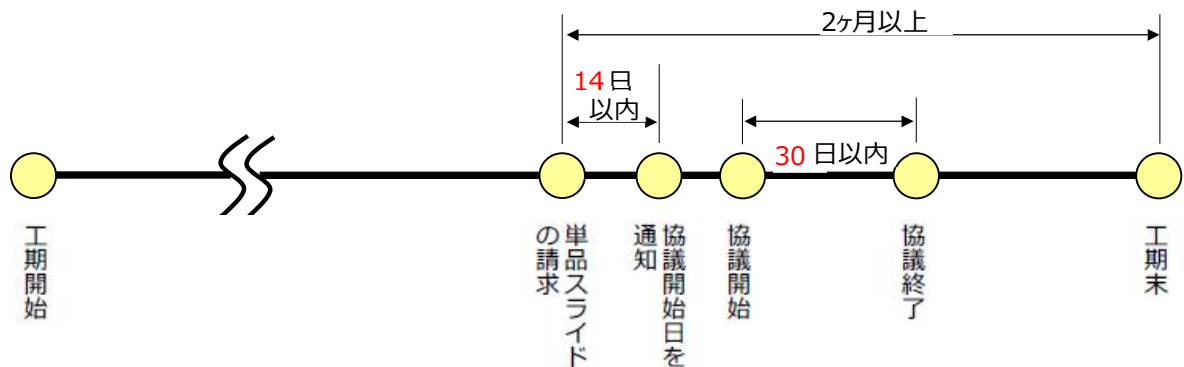 2ヶ月以上
14日
以内
30日以内
工期開始
単品スライド
の請求
協議開始日を
通知
協議開始
協議終了
工期末